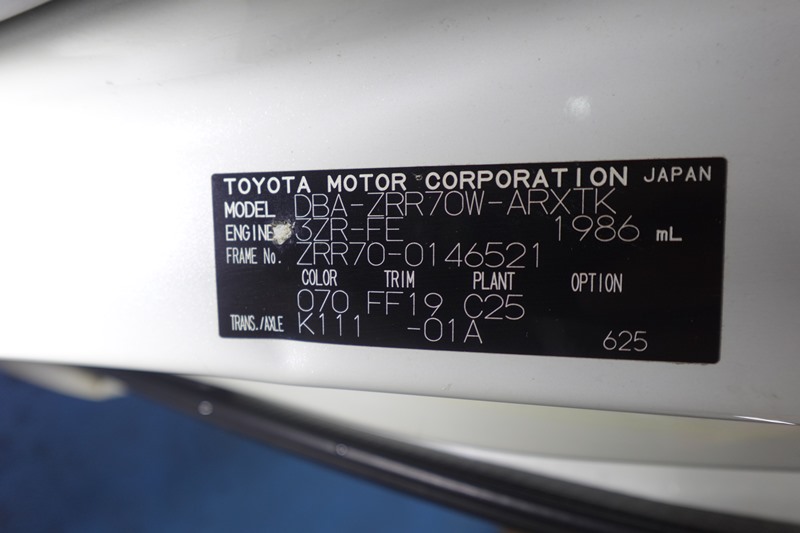 TOYOTA MOTOR CORPORATION JAPAN
MODEL DBA-ZRR70W-ARXTK
ENGINE 3ZR-FE 1986 mL
FRAME No. ZRR70-0146521
COLOR TRIM PLANT OPTION
070 FF19 C25
TRANS./AXLE K111 -01A
625